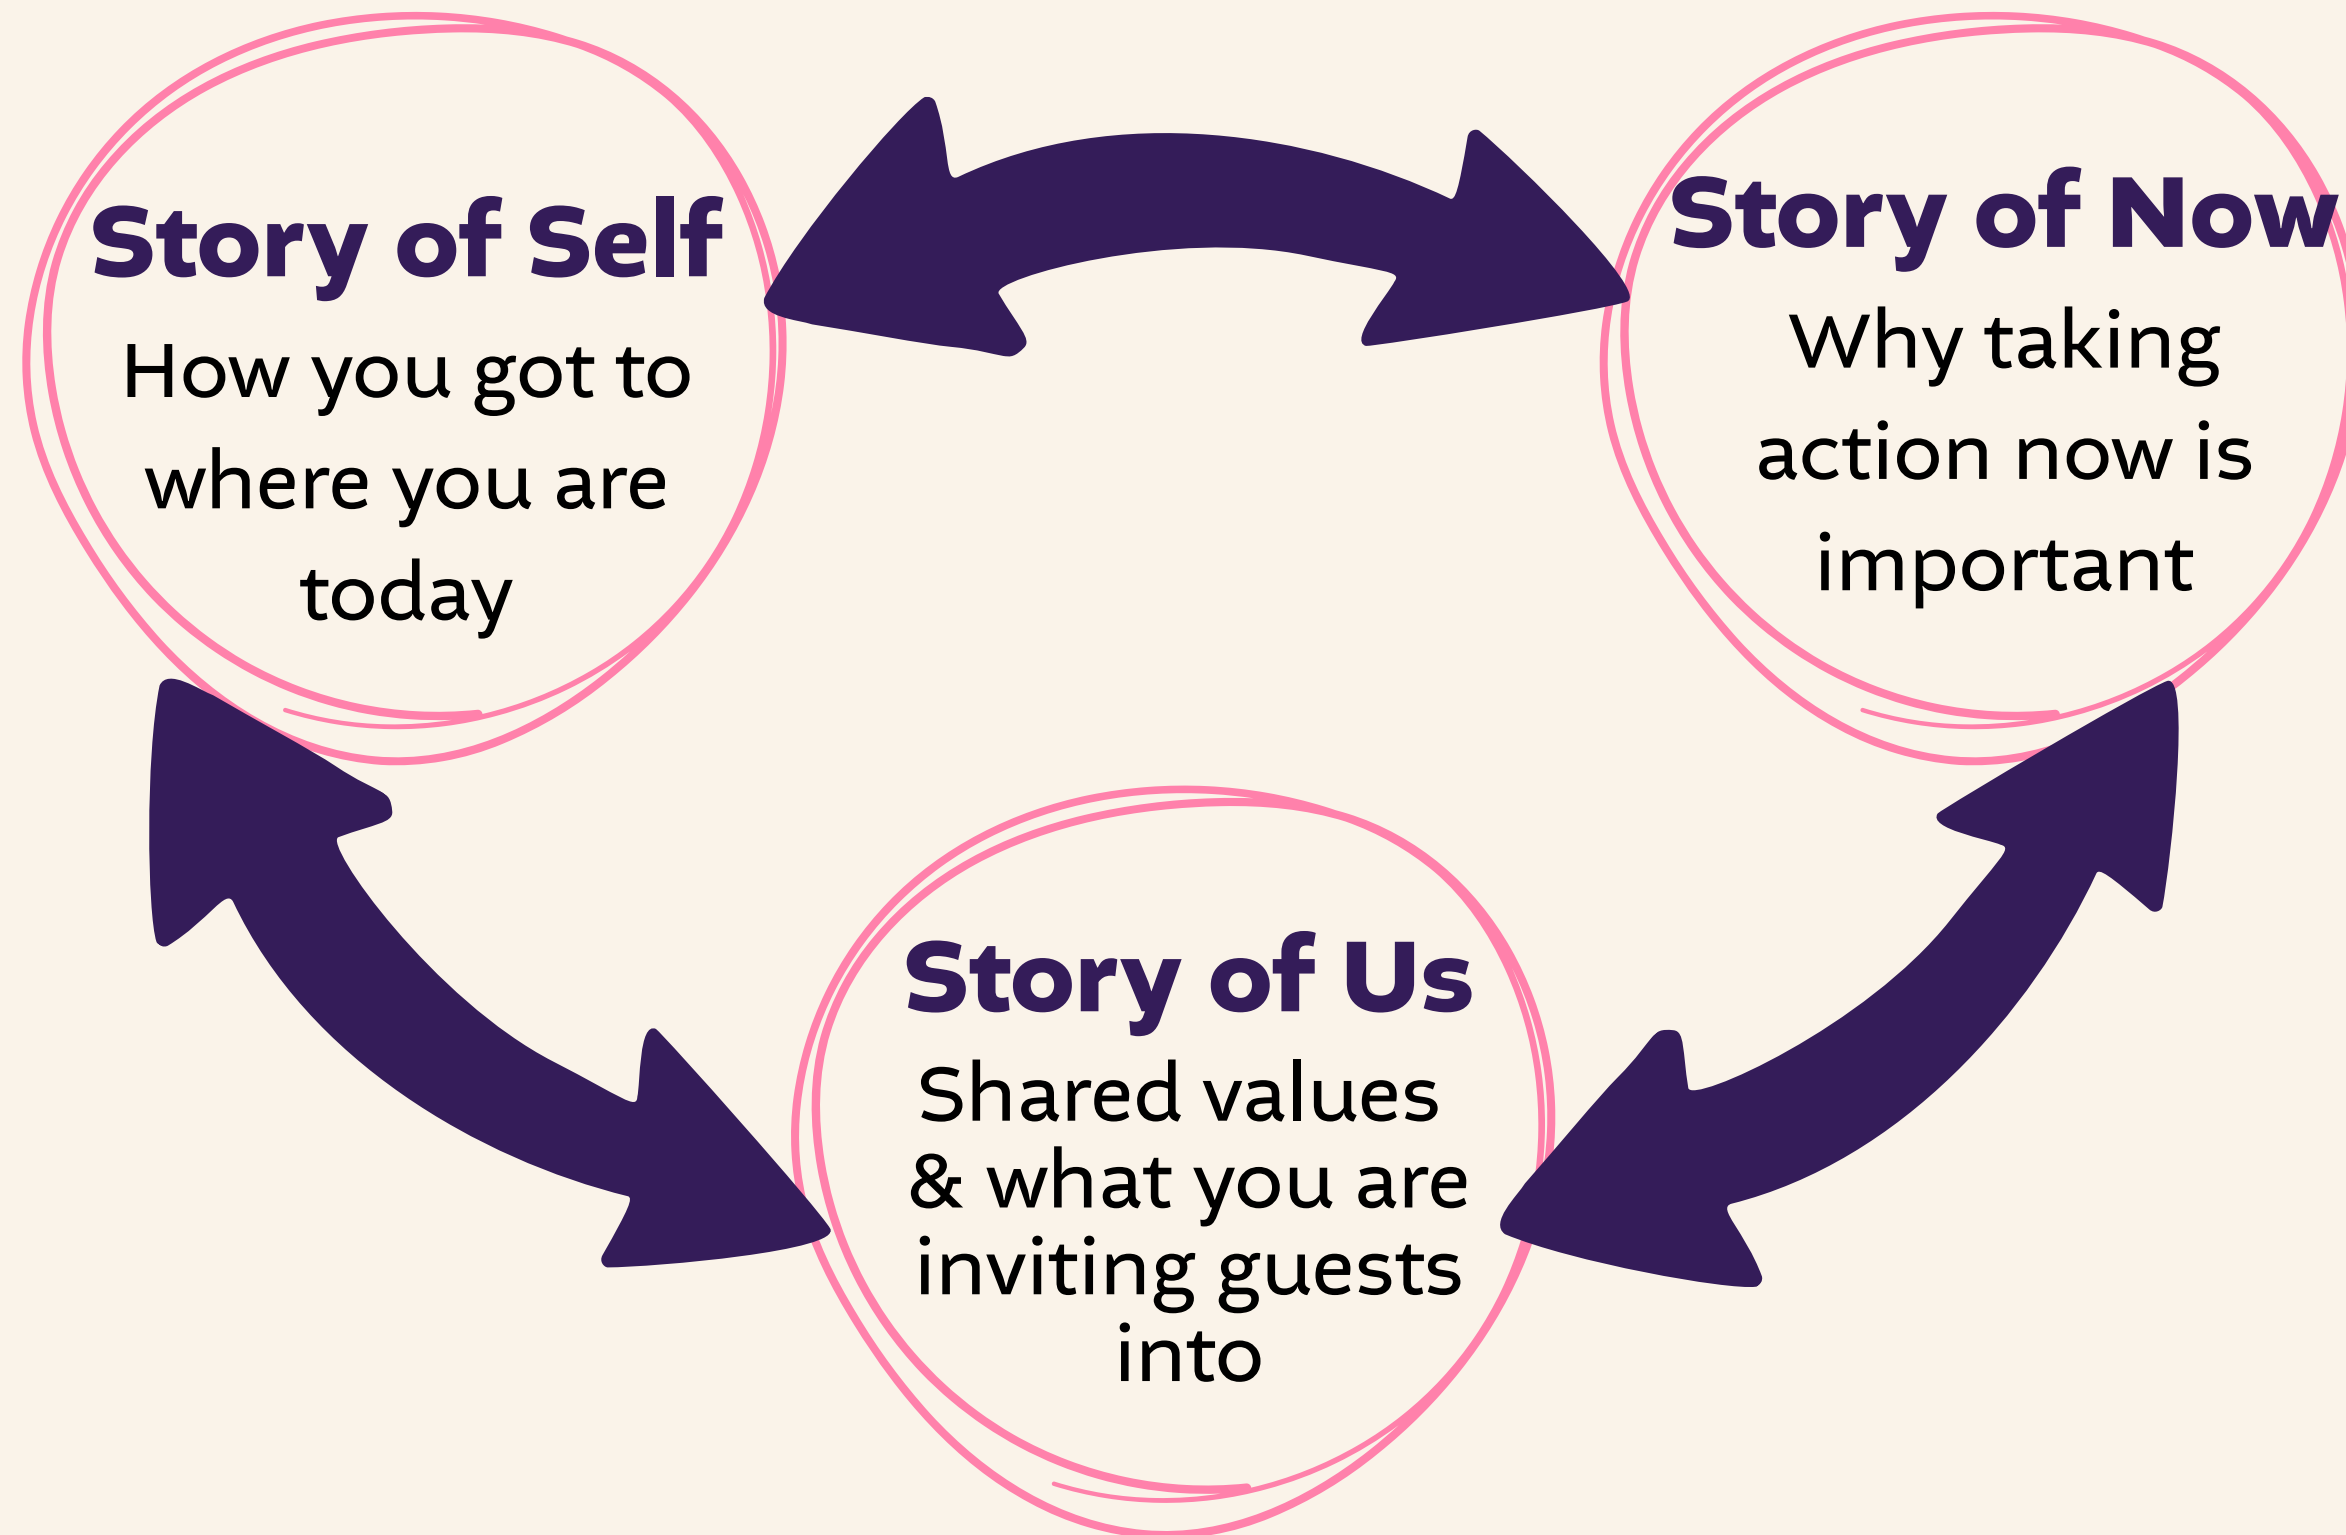 Story of Self
How you got to
where you are
today
Story of Now
Why taking
action now is
important
Story of Us
Shared values
& what you are
inviting guests
into